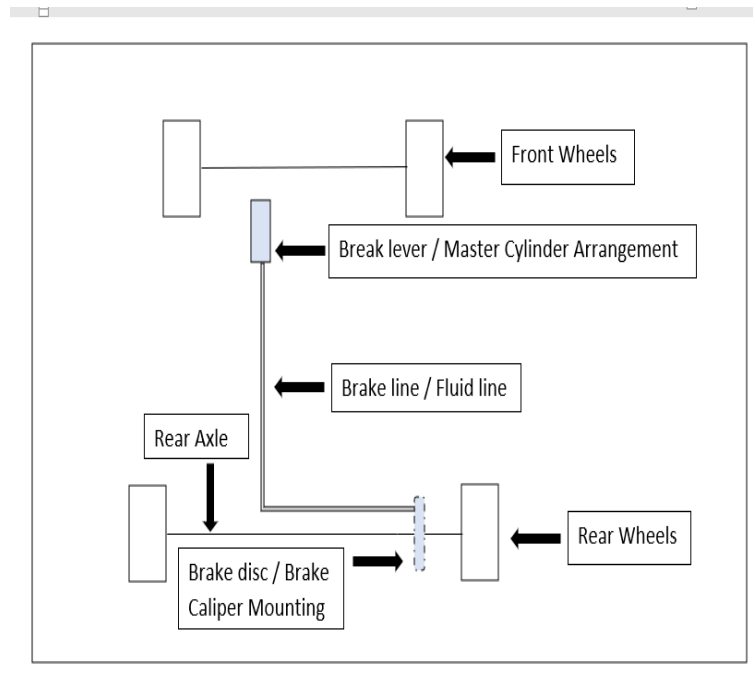 Front Wheels
Break lever / Master Cylinder Arrangement
Brake line / Fluid line
Rear Axle
Rear Wheels
Brake disc / Brake
Caliper Mounting